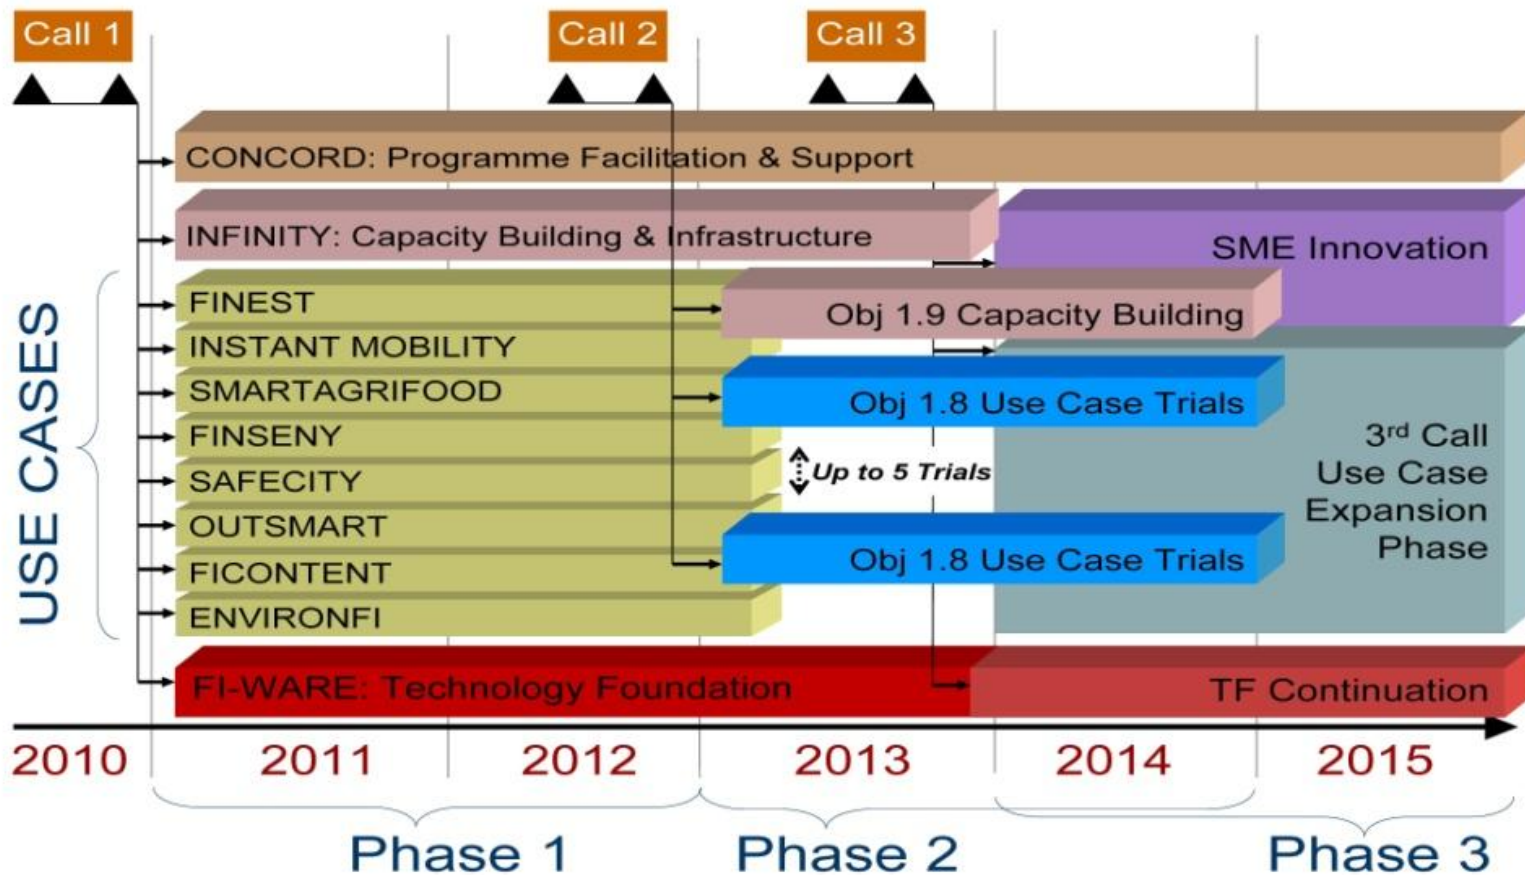 Call 1
Call 2
Call 3
CONCORD: Programme Facilitation & Support
INFINITY: Capacity Building & Infrastructure
SME Innovation
USE CASES
FINEST
Obj 1.9 Capacity Building
INSTANT MOBILITY
SMARTAGRIFOOD
Obj 1.8 Use Case Trials
FINSENY
SAFECITY
Up to 5 Trials
3rd Call
Use Case
Expansion
Phase
OUTSMART
FICONTENT
Obj 1.8 Use Case Trials
ENVIRONFI
FI-WARE: Technology Foundation
TF Continuation
2010
2011
2012
2013
2014
2015
Phase 1
Phase 2
Phase 3